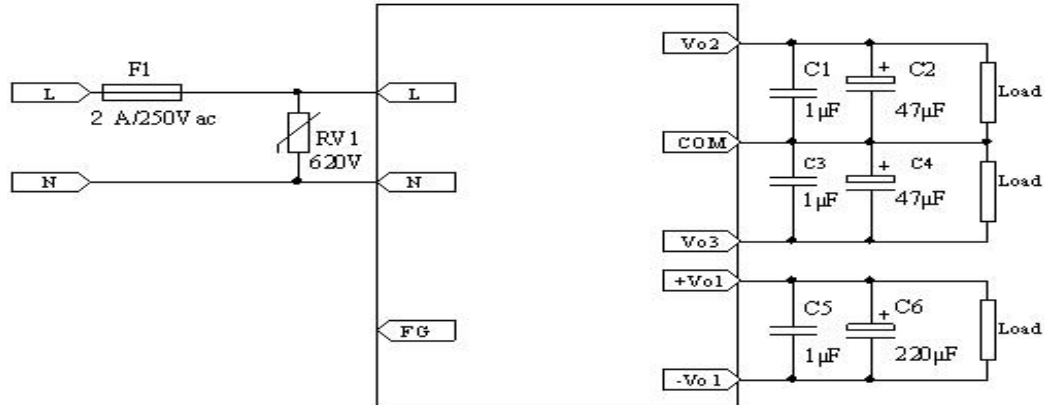 F1
L
2 A/250V ac
N
RV1
620V
L
N
FG
Vo2
COM
Vo3
+Vo1
-Vo1
C1
1μF
+
C2
47μF
Load
C3
1μF
+
C4
47μF
Load
C5
1μF
+
C6
220μF
Load